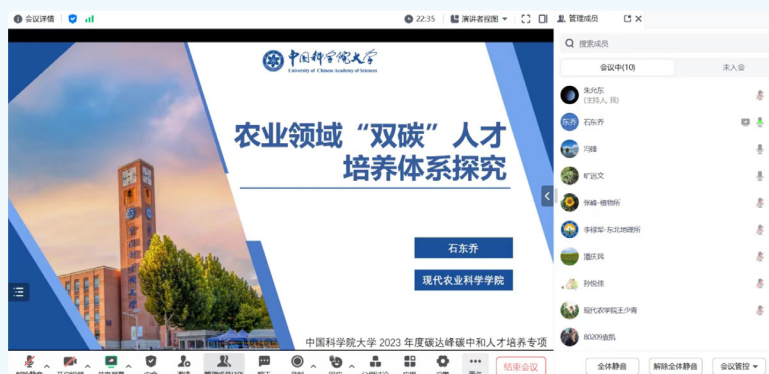 会议详情
22:35
演讲者视图
管理成员
中国科学院大学
University of Chinese Academy of Sciences
农业领域“双碳”人才
培养体系探究
石东乔
现代农业科学学院
中国科学院大学 2023 年度碳达峰碳中和人才培养专项
搜索成员
会议中(10)
未入会
朱允东
(主持人, 我)
东乔
石东乔
冯锋
旷远文
张峰-植物所
李禄军-东北地理所
潘庆民
孙悦佳
现代农学院王少青
80209袁凯
结束会议
全体静音
解除全体静音
会议管控